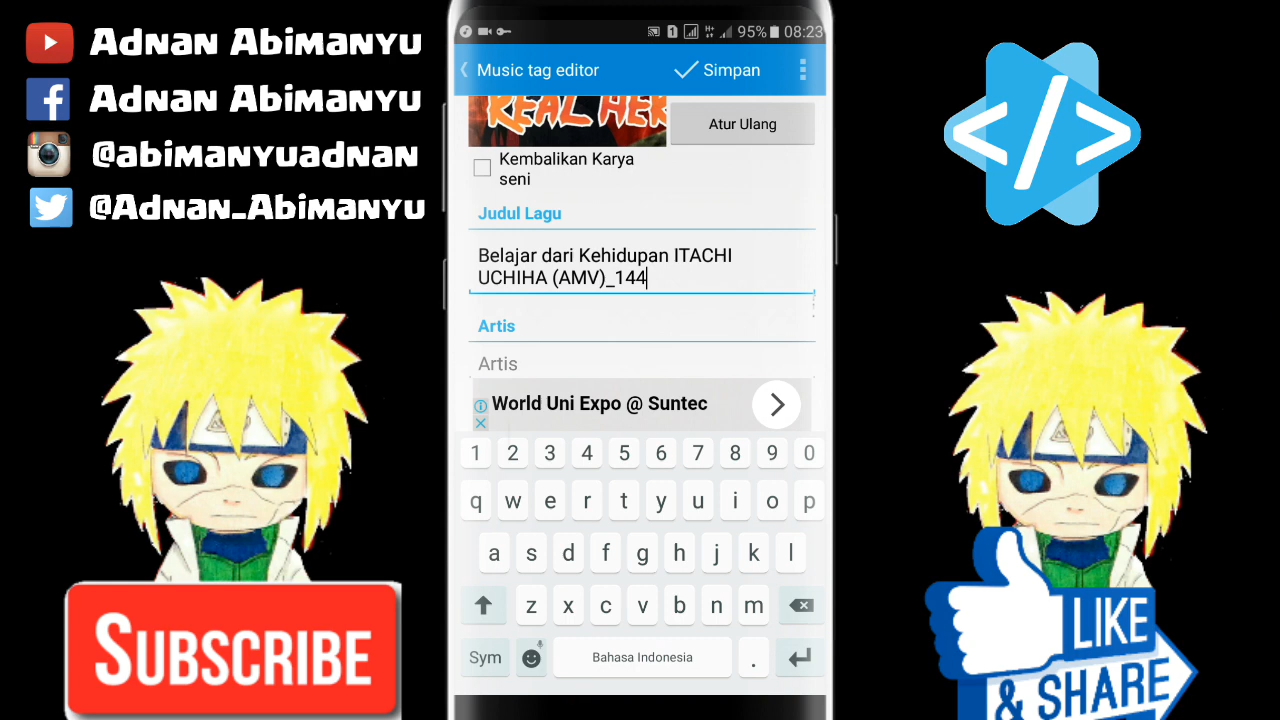 Adnan Abimanyu
Adnan Abimanyu
@abimanyuadnan
@Adnan_Abimanyu
SUBSCRIBE
95% 08:23
Music tag editor
Simpan
REAL HER
Atur Ulang
Kembalikan Karya
seni
Judul Lagu
Belajar dari Kehidupan ITACHI
UCHIHA (AMV)_144
Artis
Artis
World Uni Expo @ Suntec
1 2 3 4 5 6 7 8 9 0
q w e r t y u i o p
a s d f g h j k l
z x c v b n m
Sym Bahasa Indonesia .
</>
LIKE
& SHARE